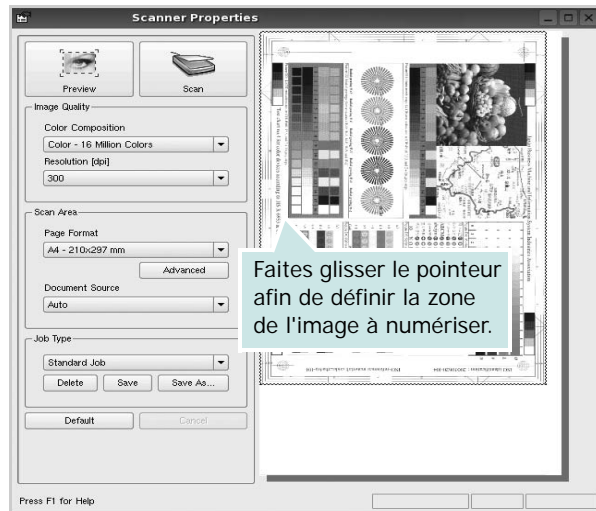 Scanner Properties
Preview
Scan
Image Quality
Color Composition
Color - 16 Million Colors
Resolution [dpi]
300
Scan Area
Page Format
A4 - 210x297 mm
Advanced
Document Source
Auto
Job Type
Standard Job
Delete
Save
Save As...
Default
Cancel
Faites glisser le pointeur
afin de définir la zone
de l'image à numériser.
Press F1 for Help